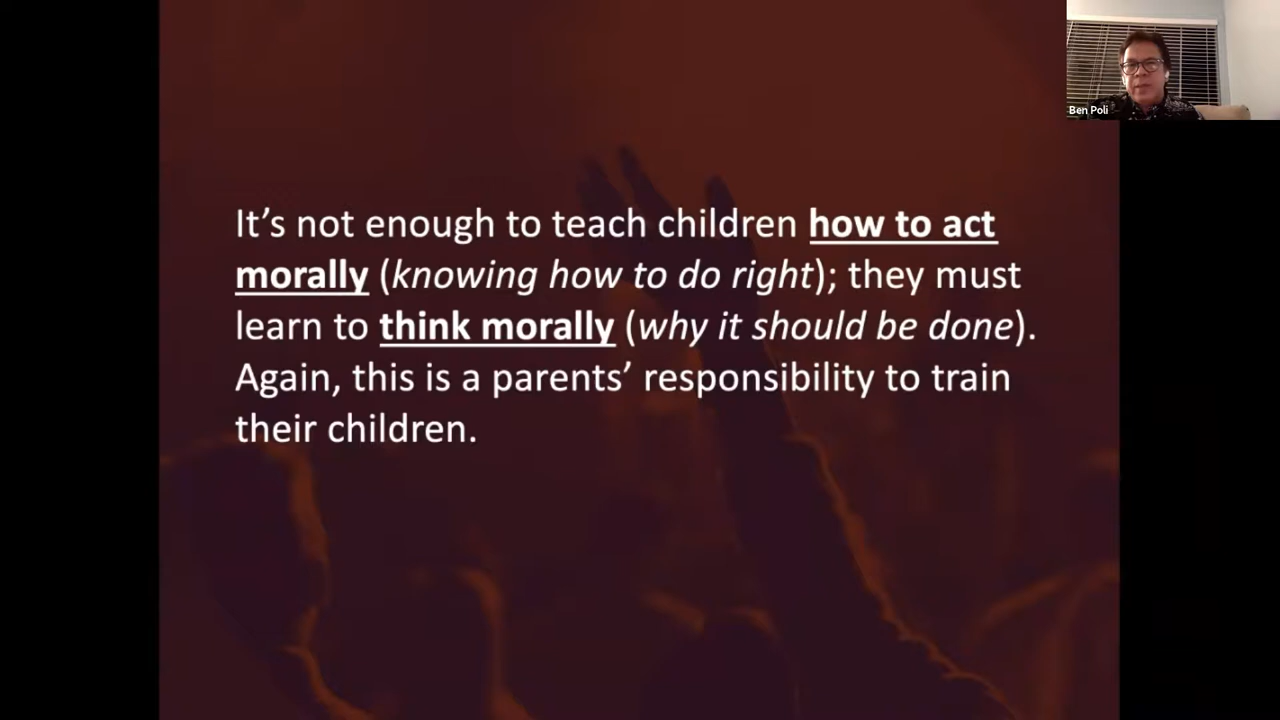 Ben Poli
It’s not enough to teach children how to act
morally (knowing how to do right); they must
learn to think morally (why it should be done).
Again, this is a parents’ responsibility to train
their children.